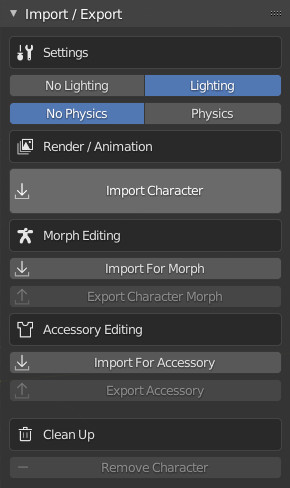 Import / Export
Settings
No Lighting Lighting
No Physics Physics
Render / Animation
Import Character
Morph Editing
Import For Morph
Export Character Morph
Accessory Editing
Import For Accessory
Export Accessory
Clean Up
Remove Character